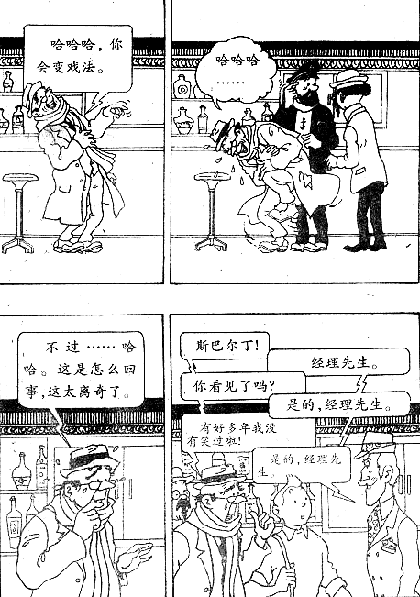 哈哈哈，你
会变戏法。
哈哈哈
……
不过……哈
哈。这是怎么回
事，这太离奇了。
斯巴尔丁！
经理先生。
你看见了吗？
是的，经理先生。
有好多年我没
有笑过啦！
是的，经理先
生。